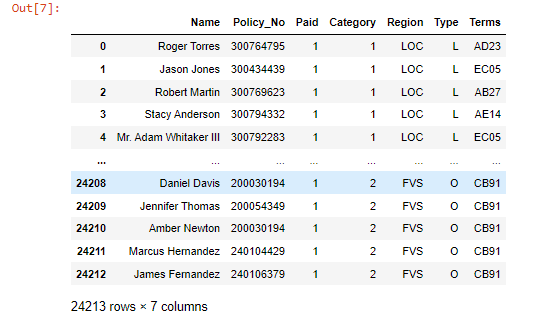 Out[7]:
Name Policy_No Paid Category Region Type Terms
0 Roger Torres 300764795 1 1 LOC L AD23
1 Jason Jones 300434439 1 1 LOC L EC05
2 Robert Martin 300769623 1 1 LOC L AB27
3 Stacy Anderson 300794332 1 1 LOC L AE14
4 Mr. Adam Whitaker III 300792283 1 1 LOC L EC05
... ... ... ... ... ... ... ...
24208 Daniel Davis 200030194 1 2 FVS O CB91
24209 Jennifer Thomas 200054349 1 2 FVS O CB91
24210 Amber Newton 200030194 1 2 FVS O CB91
24211 Marcus Hernandez 240104429 1 2 FVS O CB91
24212 James Fernandez 240106379 1 2 FVS O CB91
24213 rows × 7 columns